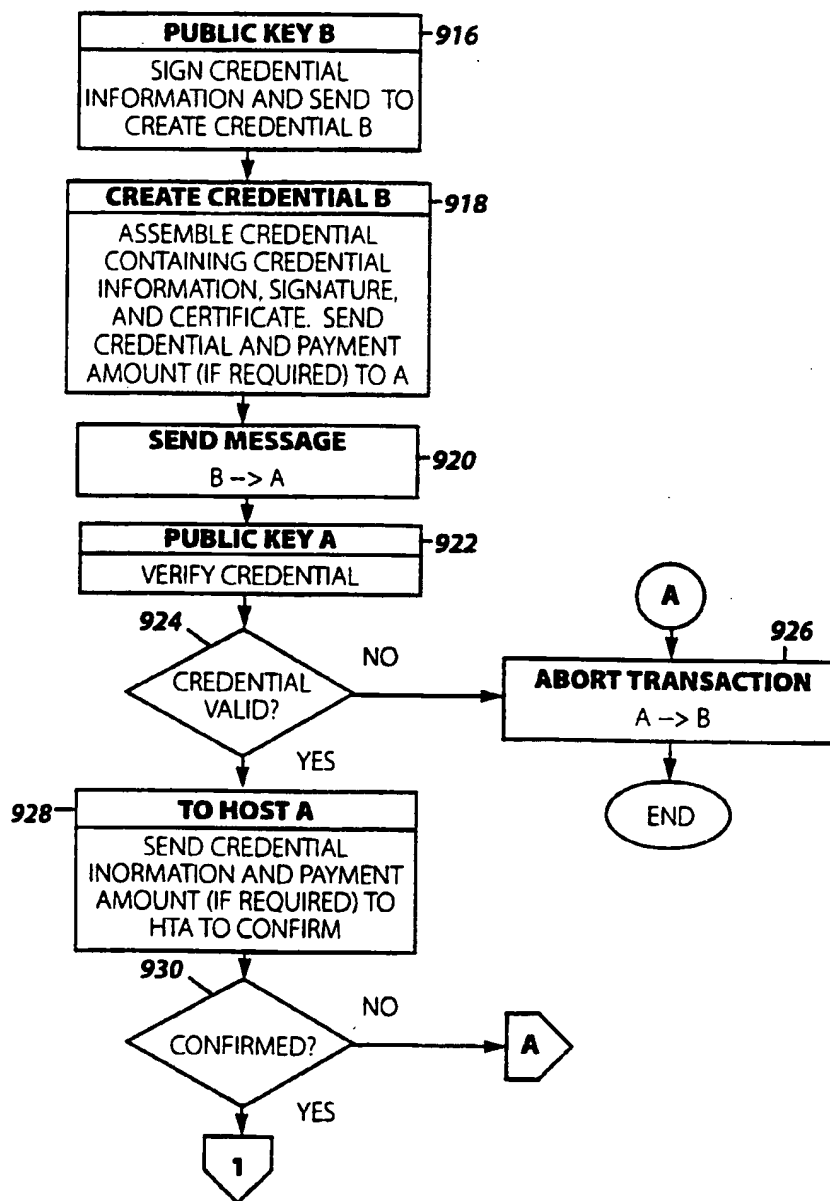 PUBLIC KEY B
916
SIGN CREDENTIAL
INFORMATION AND SEND TO
CREATE CREDENTIAL B
CREATE CREDENTIAL B
918
ASSEMBLE CREDENTIAL
CONTAINING CREDENTIAL
INFORMATION, SIGNATURE,
AND CERTIFICATE. SEND
CREDENTIAL AND PAYMENT
AMOUNT (IF REQUIRED) TO A
SEND MESSAGE
920
B --> A
PUBLIC KEY A
922
VERIFY CREDENTIAL
924
CREDENTIAL
VALID?
NO
YES
A
926
ABORT TRANSACTION
A --> B
END
928
TO HOST A
SEND CREDENTIAL
INORMATION AND PAYMENT
AMOUNT (IF REQUIRED) TO
HTA TO CONFIRM
930
CONFIRMED?
NO
A
YES
1